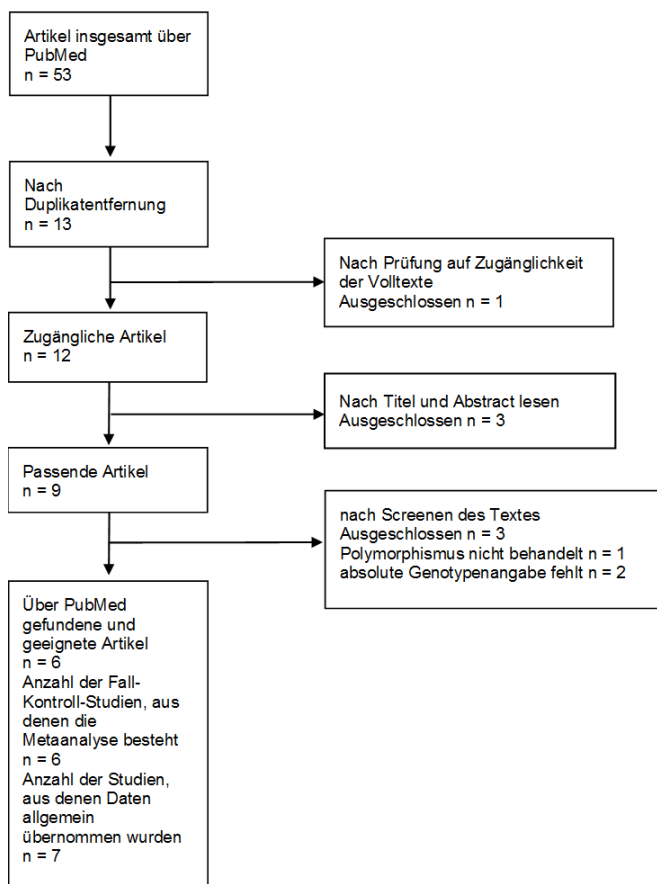 Artikel insgesamt über
PubMed
n = 53
Nach
Duplikatentfernung
n = 13
Nach Prüfung auf Zugänglichkeit
der Volltexte
Ausgeschlossen n = 1
Zugängliche Artikel
n = 12
Nach Titel und Abstract lesen
Ausgeschlossen n = 3
Passende Artikel
n = 9
nach Screenen des Textes
Ausgeschlossen n = 3
Polymorphismus nicht behandelt n = 1
absolute Genotypenangabe fehlt n = 2
Über PubMed
gefundene und
geeignete Artikel
n = 6
Anzahl der Fall-
Kontroll-Studien, aus
denen die
Metaanalyse besteht
n = 6
Anzahl der Studien,
aus denen Daten
allgemein
übernommen wurden
n = 7